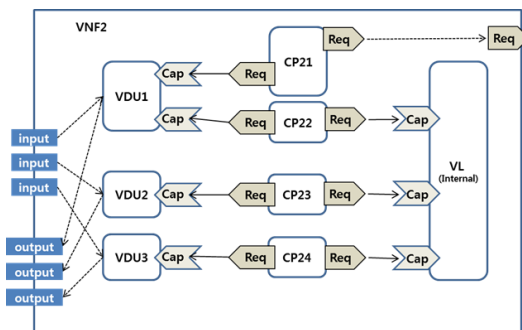 VNF2
Req
Req
Cap
Req
CP21
VDU1
Cap
Req
CP22
Req
Cap
input
input
input
VL
(Internal)
VDU2
Cap
Req
CP23
Req
Cap
output
output
output
VDU3
Cap
Req
CP24
Req
Cap